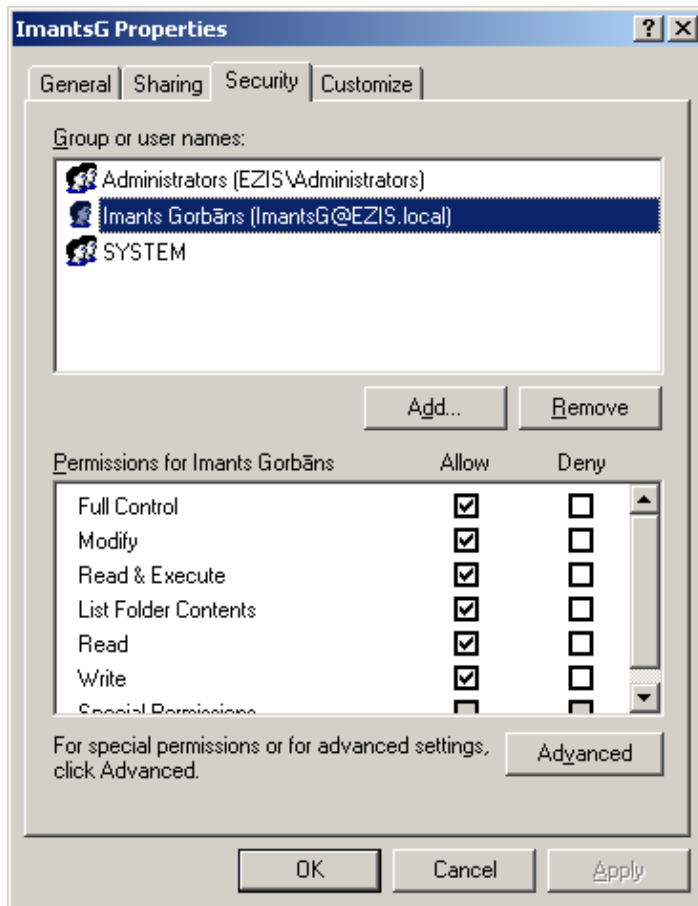 ImantsG Properties
General Sharing Security Customize
Group or user names:
Administrators (EZIS\Administrators)
Imants Gorbāns (ImantsG@EZIS.local)
SYSTEM
Add... Remove
Permissions for Imants Gorbāns Allow Deny
Full Control
Modify
Read & Execute
List Folder Contents
Read
Write
Special Permissions
For special permissions or for advanced settings, click Advanced.
Advanced
OK Cancel Apply